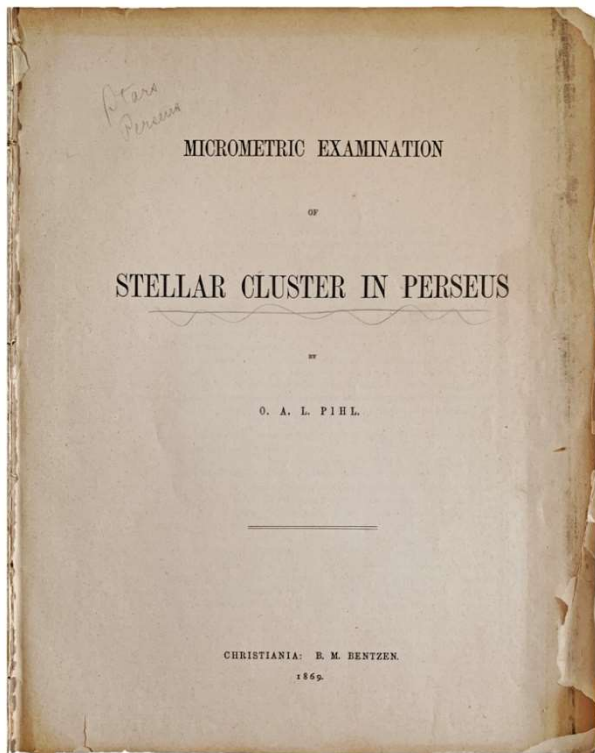 Stars
Perseus
MICROMETRIC EXAMINATION
OF
STELLAR CLUSTER IN PERSEUS
BY
O. A. L. PIHL.
CHRISTIANIA: B. M. BENTZEN.
1869.